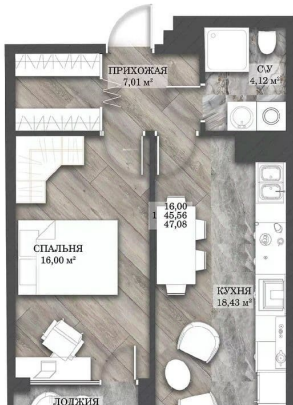 ПРИХОЖАЯ
7,01 м²
С\У
4,12 м²
16,00
1 45,56
47,08
СПАЛЬНЯ
16,00 м²
КУХНЯ
18,43 м²
ЛОДЖИЯ